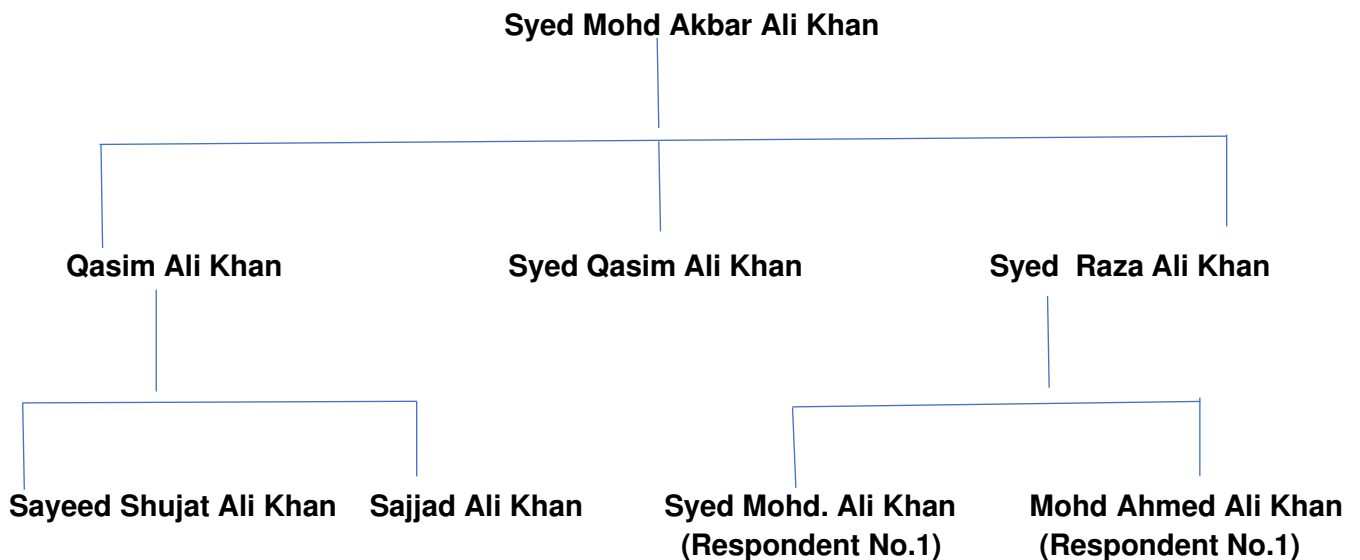 Syed Mohd Akbar Ali Khan
Qasim Ali Khan
Syed Qasim Ali Khan
Syed Raza Ali Khan
Sayeed Shujat Ali Khan
Sajjad Ali Khan
Syed Mohd. Ali Khan
(Respondent No.1)
Mohd Ahmed Ali Khan
(Respondent No.1)